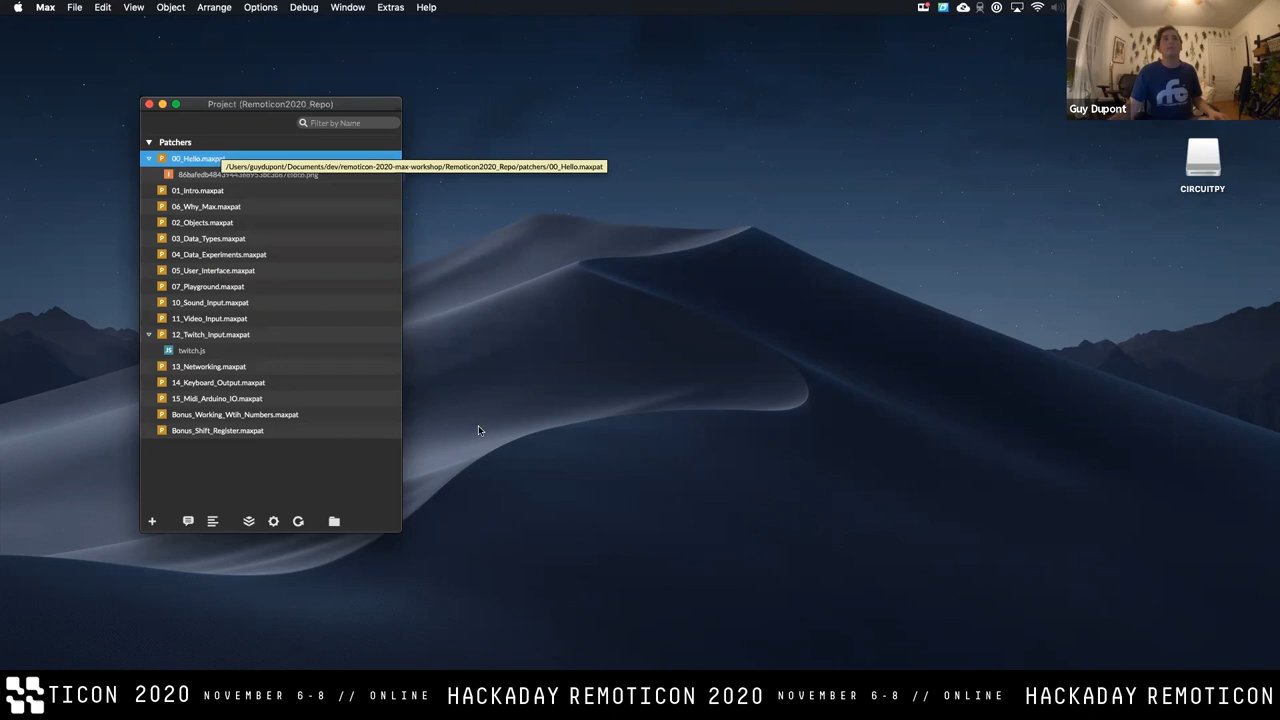 Max File Edit View Object Arrange Options Debug Window Extras Help
Guy Dupont
CIRCUITPY
Project (Remoticon2020_Repo)
Filter by Name
Patchers
00_Hello.maxpat
/Users/guydupont/Documents/dev/remoticon-2020-max-workshop/Remoticon2020_Repo/patchers/00_Hello.maxpat
01_Intro.maxpat
06_Why_Max.maxpat
02_Objects.maxpat
03_Data_Types.maxpat
04_Data_Experiments.maxpat
05_User_Interface.maxpat
07_Playground.maxpat
10_Sound_Input.maxpat
11_Video_Input.maxpat
12_Twitch_Input.maxpat
JS twitch.js
13_Networking.maxpat
14_Keyboard_Output.maxpat
15_Midi_Arduino_IO.maxpat
Bonus_Working_Wtih_Numbers.maxpat
Bonus_Shift_Register.maxpat
TICON 2020 NOVEMBER 6-8 // ONLINE HACKADAY REMOTICON 2020 NOVEMBER 6-8 // ONLINE HACKADAY REMOTICON